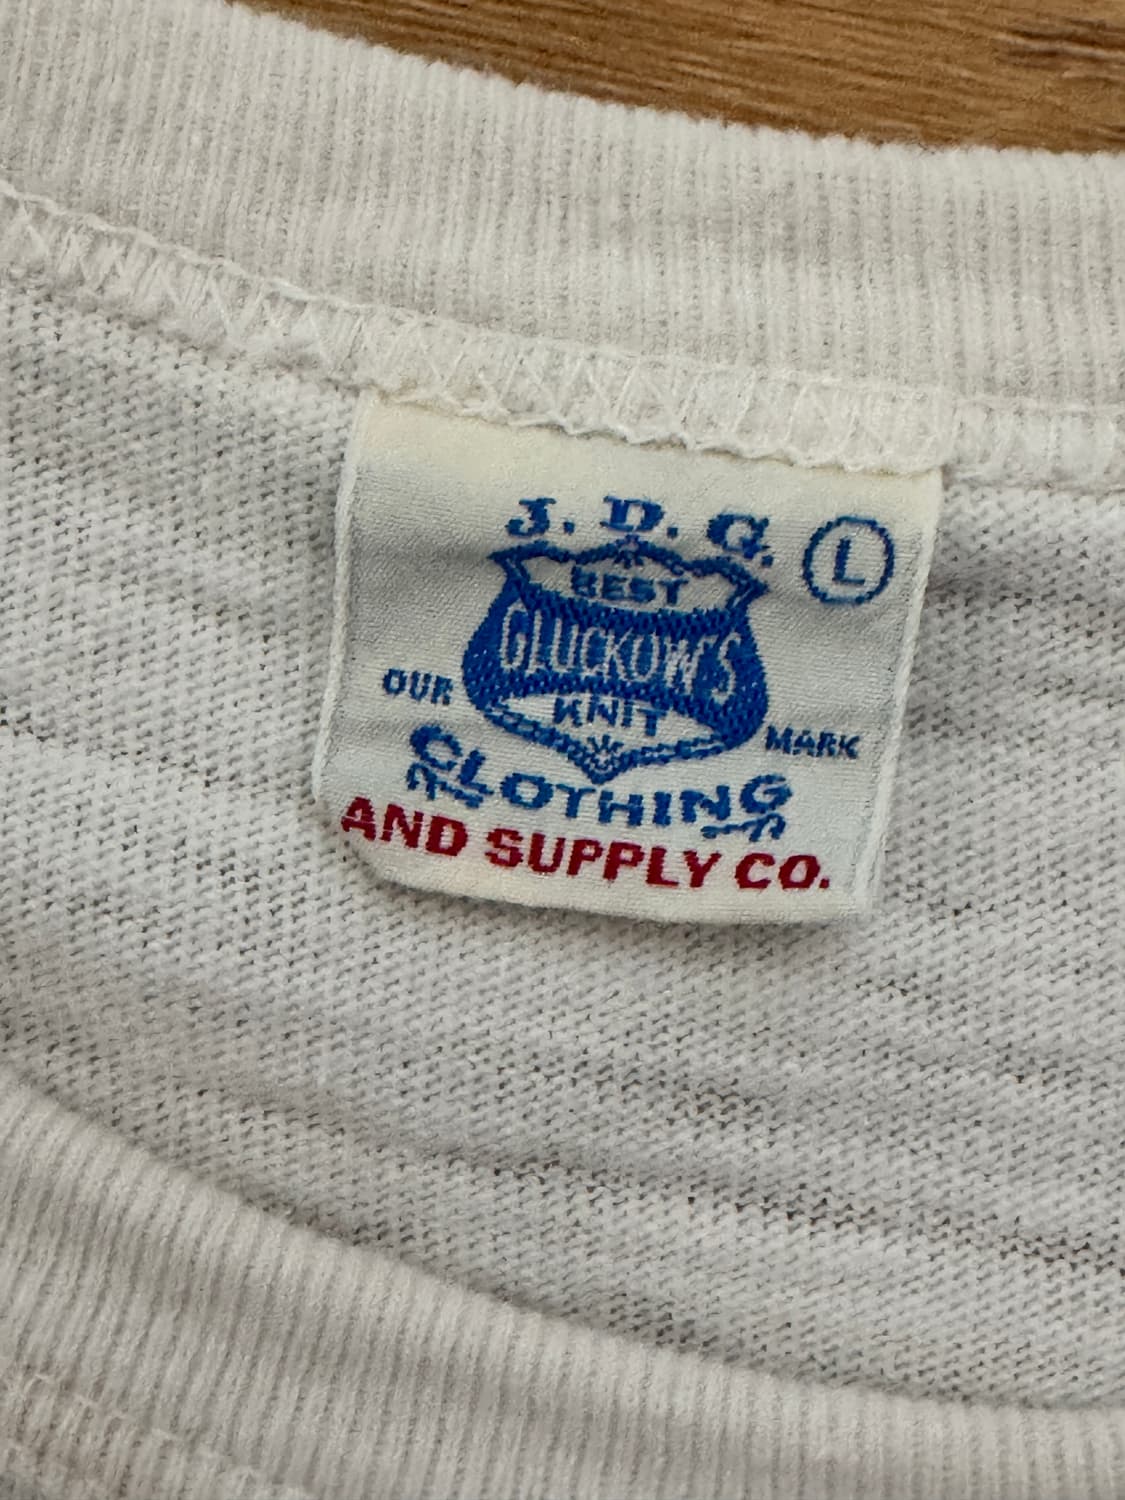 J. D. G. L
BEST
GLUCKOW'S
KNIT
OUR MARK
CLOTHING
AND SUPPLY CO.